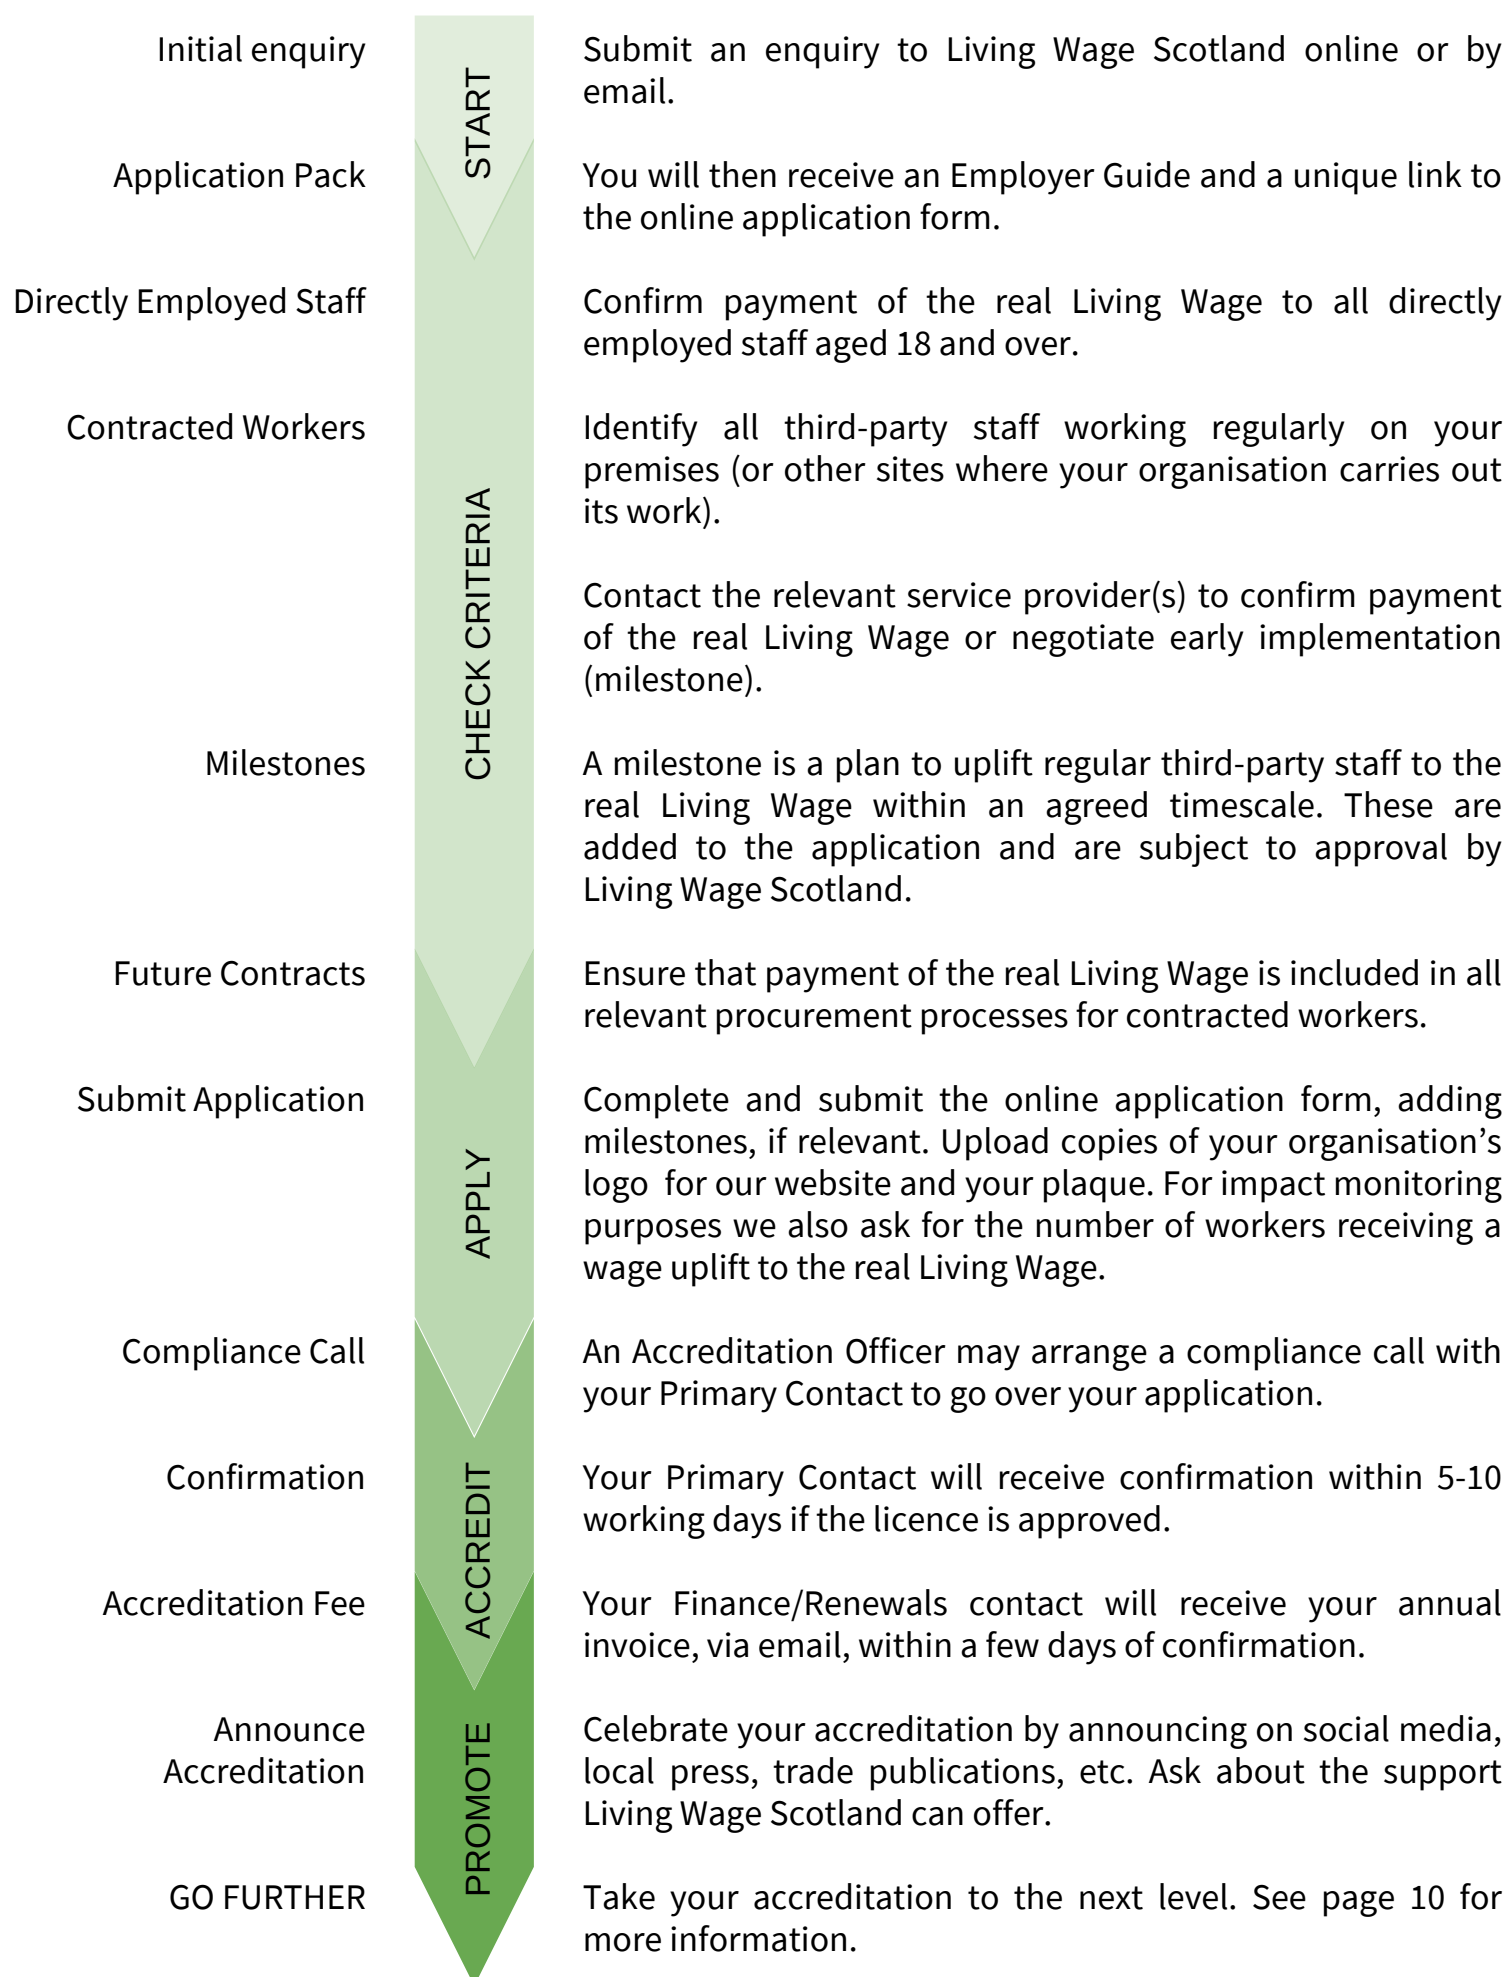 Initial enquiry
START
Submit an enquiry to Living Wage Scotland online or by
email.
Application Pack
You will then receive an Employer Guide and a unique link to
the online application form.
Directly Employed Staff
CHECK CRITERIA
Confirm payment of the real Living Wage to all directly
employed staff aged 18 and over.
Contracted Workers
Identify all third-party staff working regularly on your
premises (or other sites where your organisation carries out
its work).
Contact the relevant service provider(s) to confirm payment
of the real Living Wage or negotiate early implementation
(milestone).
Milestones
A milestone is a plan to uplift regular third-party staff to the
real Living Wage within an agreed timescale. These are
added to the application and are subject to approval by
Living Wage Scotland.
Future Contracts
Ensure that payment of the real Living Wage is included in all
relevant procurement processes for contracted workers.
Submit Application
APPLY
Complete and submit the online application form, adding
milestones, if relevant. Upload copies of your organisation’s
logo for our website and your plaque. For impact monitoring
purposes we also ask for the number of workers receiving a
wage uplift to the real Living Wage.
Compliance Call
An Accreditation Officer may arrange a compliance call with
your Primary Contact to go over your application.
Confirmation
ACCREDIT
Your Primary Contact will receive confirmation within 5-10
working days if the licence is approved.
Accreditation Fee
Your Finance/Renewals contact will receive your annual
invoice, via email, within a few days of confirmation.
Announce
Accreditation
PROMOTE
Celebrate your accreditation by announcing on social media,
local press, trade publications, etc. Ask about the support
Living Wage Scotland can offer.
GO FURTHER
Take your accreditation to the next level. See page 10 for
more information.